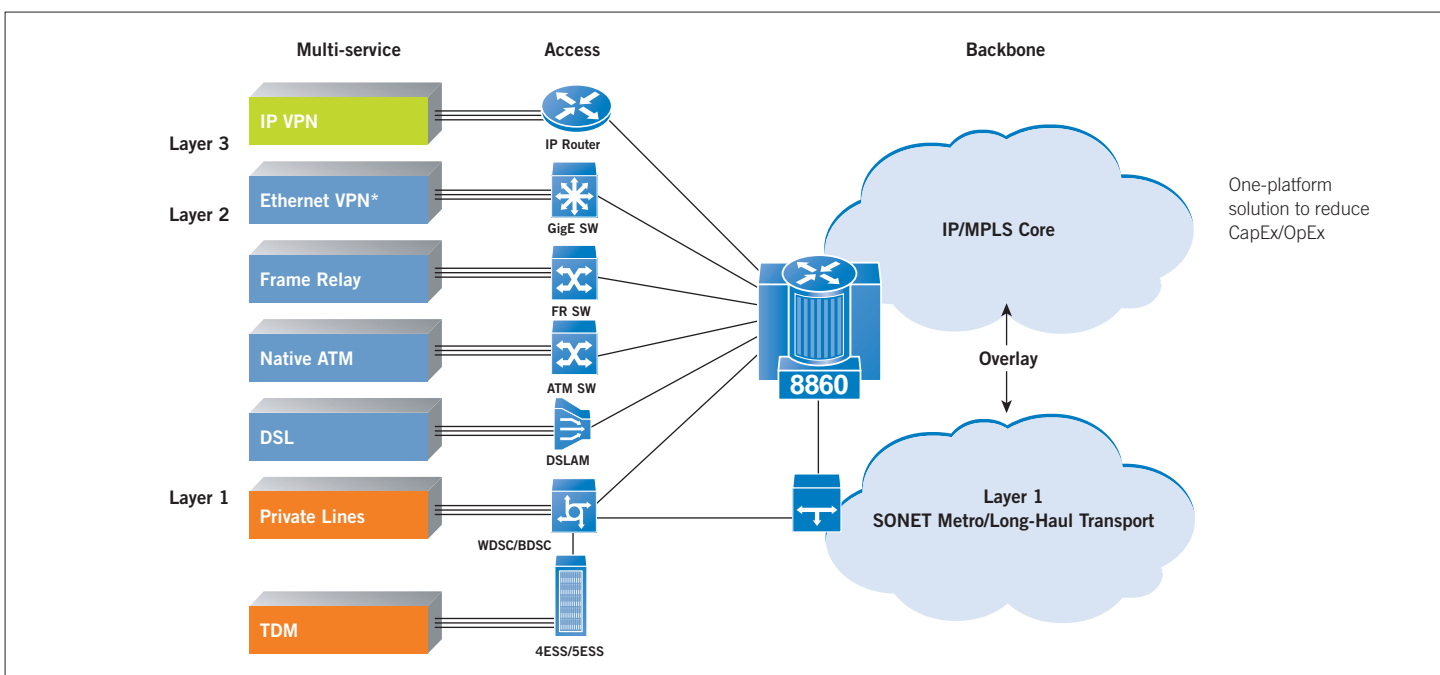 Multi-service
Access
Backbone
IP VPN
IP Router
Layer 3
Ethernet VPN*
Layer 2
GigE SW
One-platform
solution to reduce
CapEx/OpEx
IP/MPLS Core
Frame Relay
FR SW
Native ATM
ATM SW
Overlay
8860
DSL
DSLAM
Layer 1
Private Lines
WDSC/BDSC
Layer 1
SONET Metro/Long-Haul Transport
TDM
4ESS/5ESS